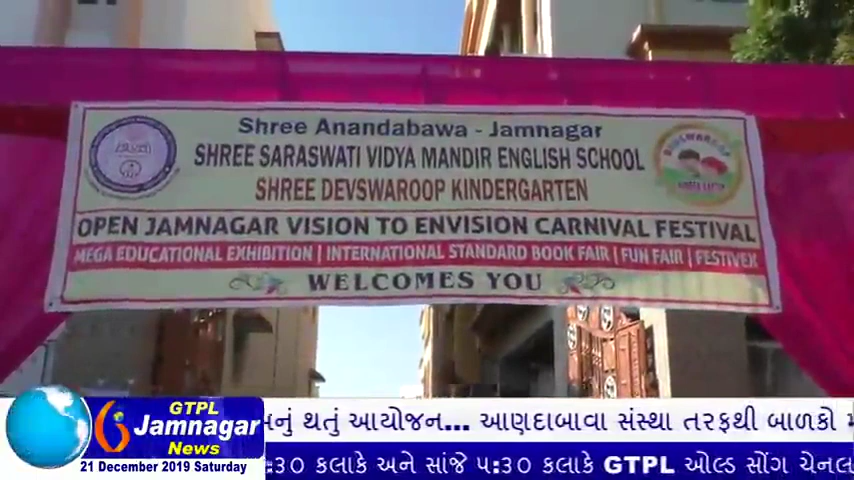 Shree Anandabawa - Jamnagar
SHREE SARASWATI VIDYA MANDIR ENGLISH SCHOOL
SHREE DEVSWAROOP KINDERGARTEN
OPEN JAMNAGAR VISION TO ENVISION CARNIVAL FESTIVAL
MEGA EDUCATIONAL EXHIBITION | INTERNATIONAL STANDARD BOOK FAIR | FUN FAIR | FESTIVEX
WELCOMES YOU
GTPL
Jamnagar
News
21 December 2019 Saturday
થતું આયોજન... આણદાબાવા સંસ્થા તરફથી બાળકો
:૩૦ કલાકે અને સાંજે ૫:૩૦ કલાકે GTPL ઓલ્ડ સોંગ ચેનલ